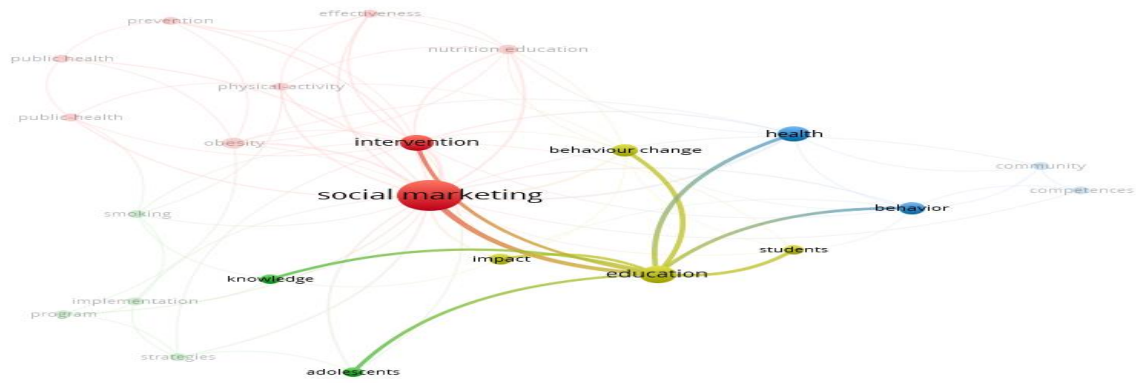 effectiveness
prevention
nutrition education
public health
physical-activity
public-health
health
intervention
obesity
behaviour change
community
competences
social marketing
behavior
smoking
students
impact
education
knowledge
implementation
program
strategies
adolescents